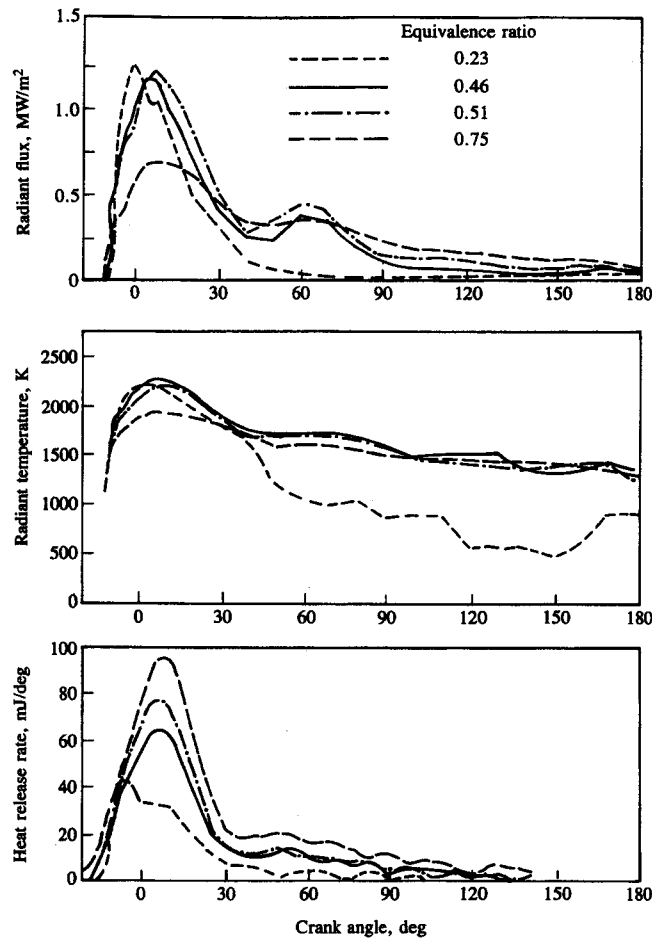 Equivalence ratio
0.23
0.46
0.51
0.75
Radiant flux, MW/m²
1.5
1.0
0.5
0
0 30 60 90 120 150 180
Radiant temperature, K
2500
2000
1500
1000
500
0
0 30 60 90 120 150 180
Heat release rate, mJ/deg
100
80
60
40
20
0
0 30 60 90 120 150 180
Crank angle, deg